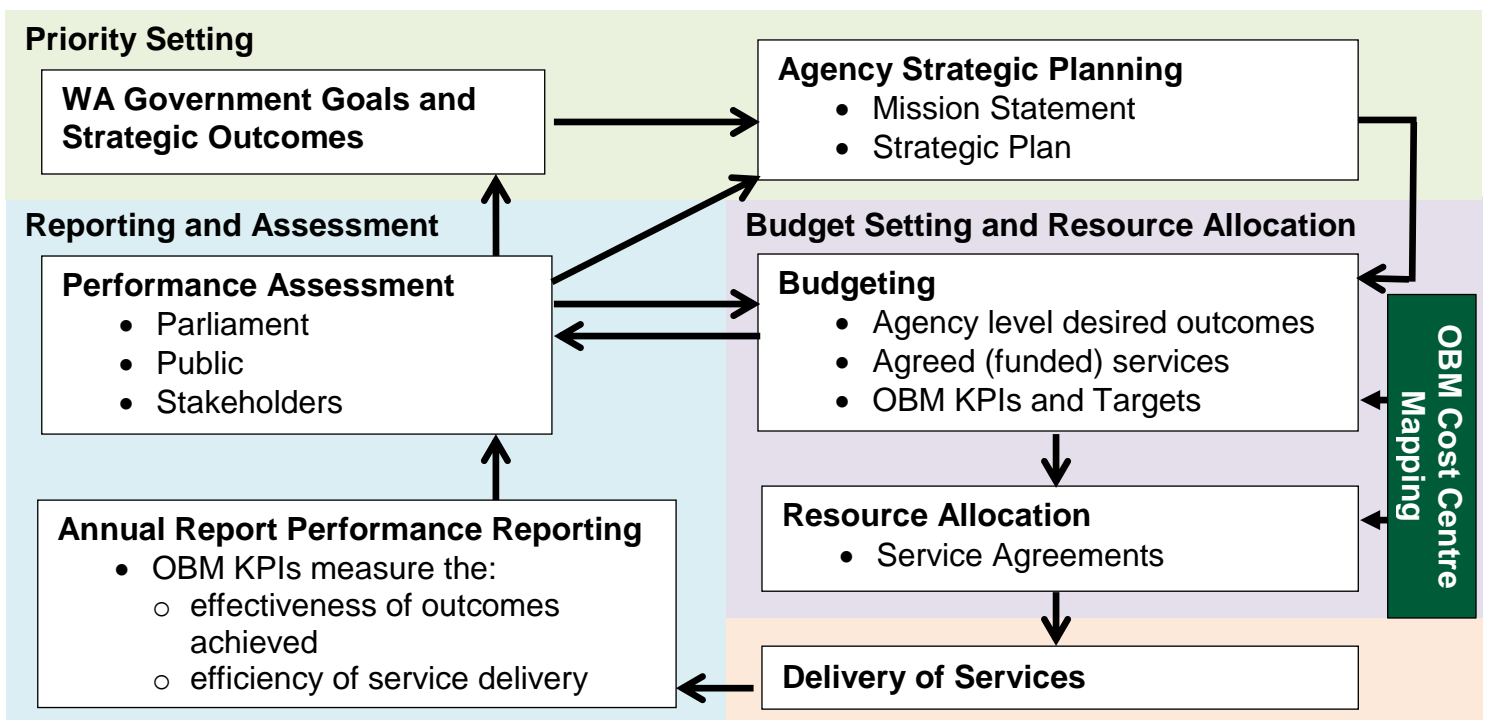 Priority Setting
WA Government Goals and
Strategic Outcomes
Agency Strategic Planning
• Mission Statement
• Strategic Plan
Reporting and Assessment
Performance Assessment
• Parliament
• Public
• Stakeholders
Budget Setting and Resource Allocation
Budgeting
• Agency level desired outcomes
• Agreed (funded) services
• OBM KPIs and Targets
OBM Cost Centre
Mapping
Resource Allocation
• Service Agreements
Annual Report Performance Reporting
• OBM KPIs measure the:
o effectiveness of outcomes
achieved
o efficiency of service delivery
Delivery of Services